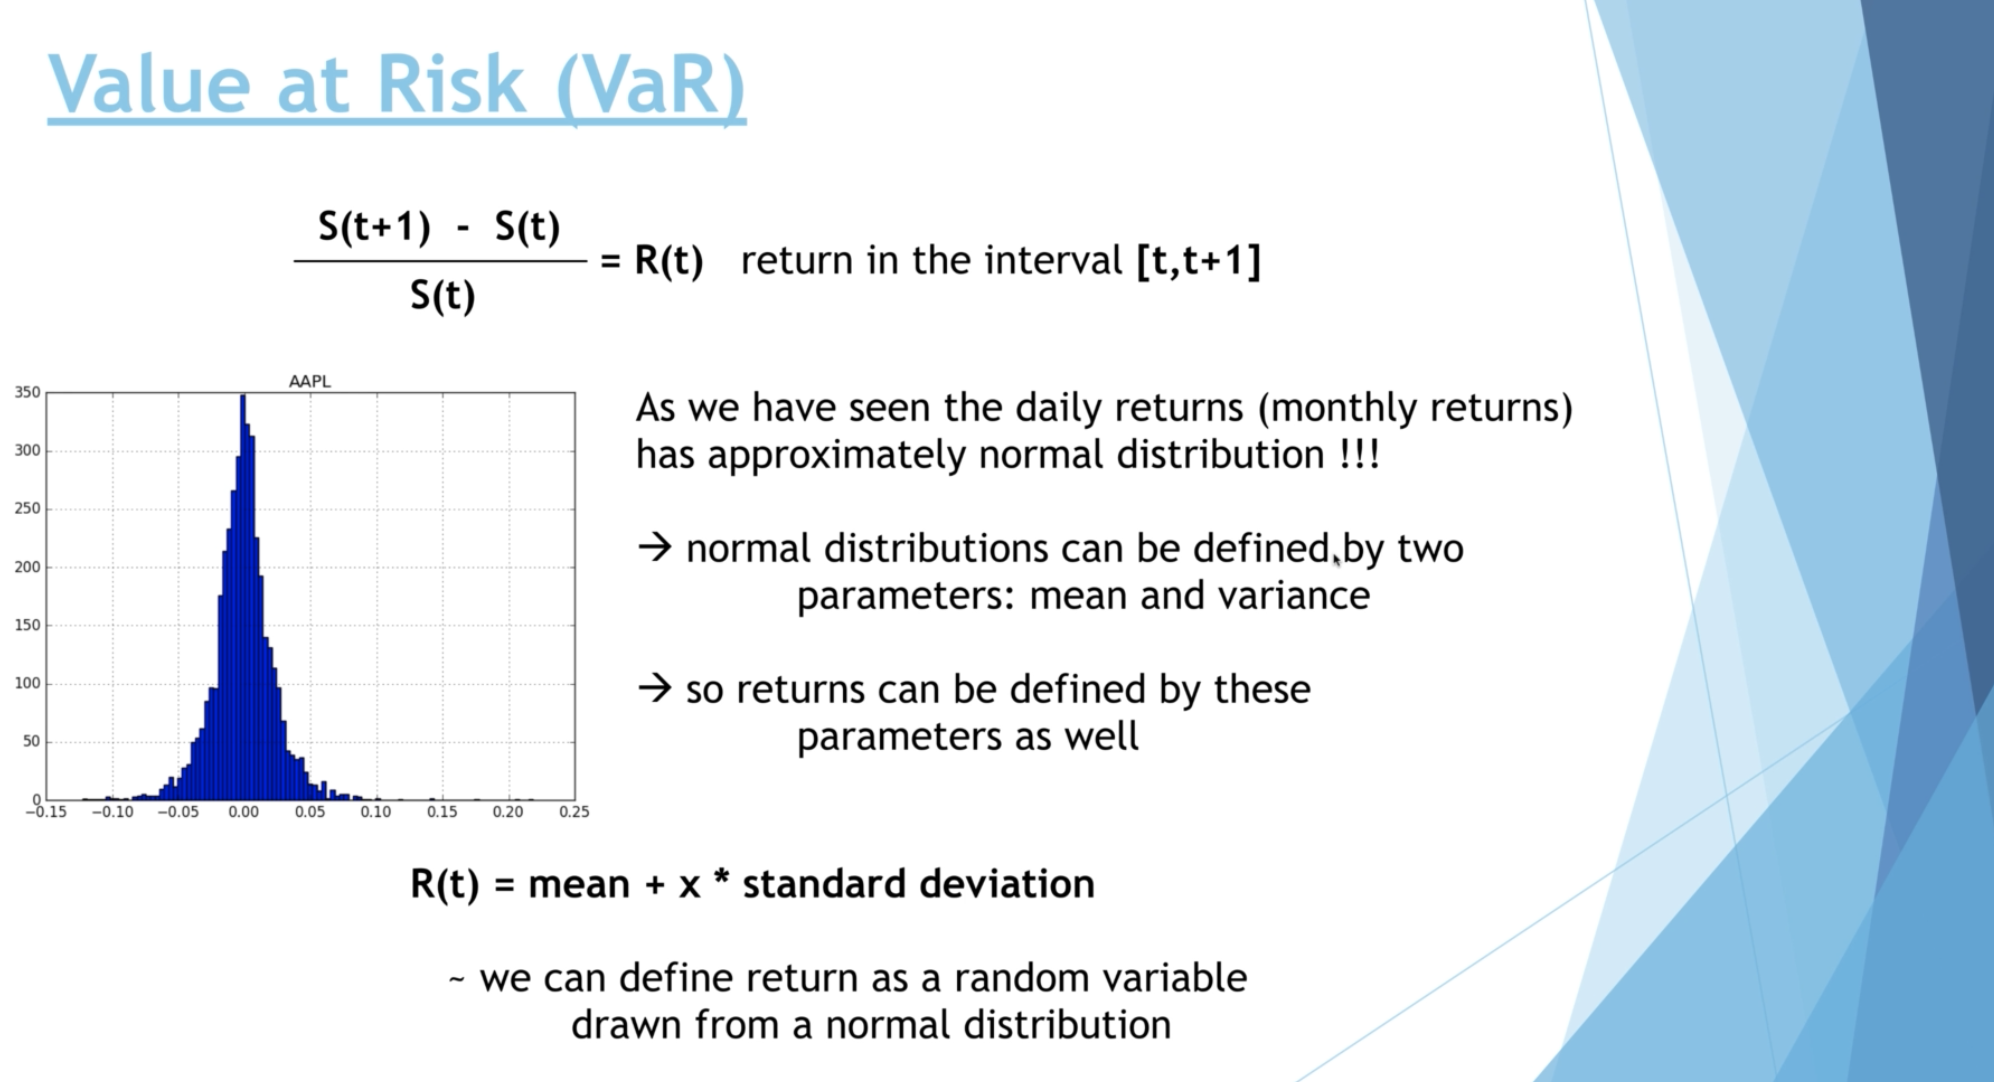 Value at Risk (VaR)
S(t+1) - S(t)
S(t)
= R(t) return in the interval [t,t+1]
AAPL
350
300
250
200
150
100
50
0
−0.15 −0.10 −0.05 0.00 0.05 0.10 0.15 0.20 0.25
As we have seen the daily returns (monthly returns)
has approximately normal distribution !!!
→ normal distributions can be defined by two
parameters: mean and variance
→ so returns can be defined by these
parameters as well
R(t) = mean + x * standard deviation
~ we can define return as a random variable
drawn from a normal distribution